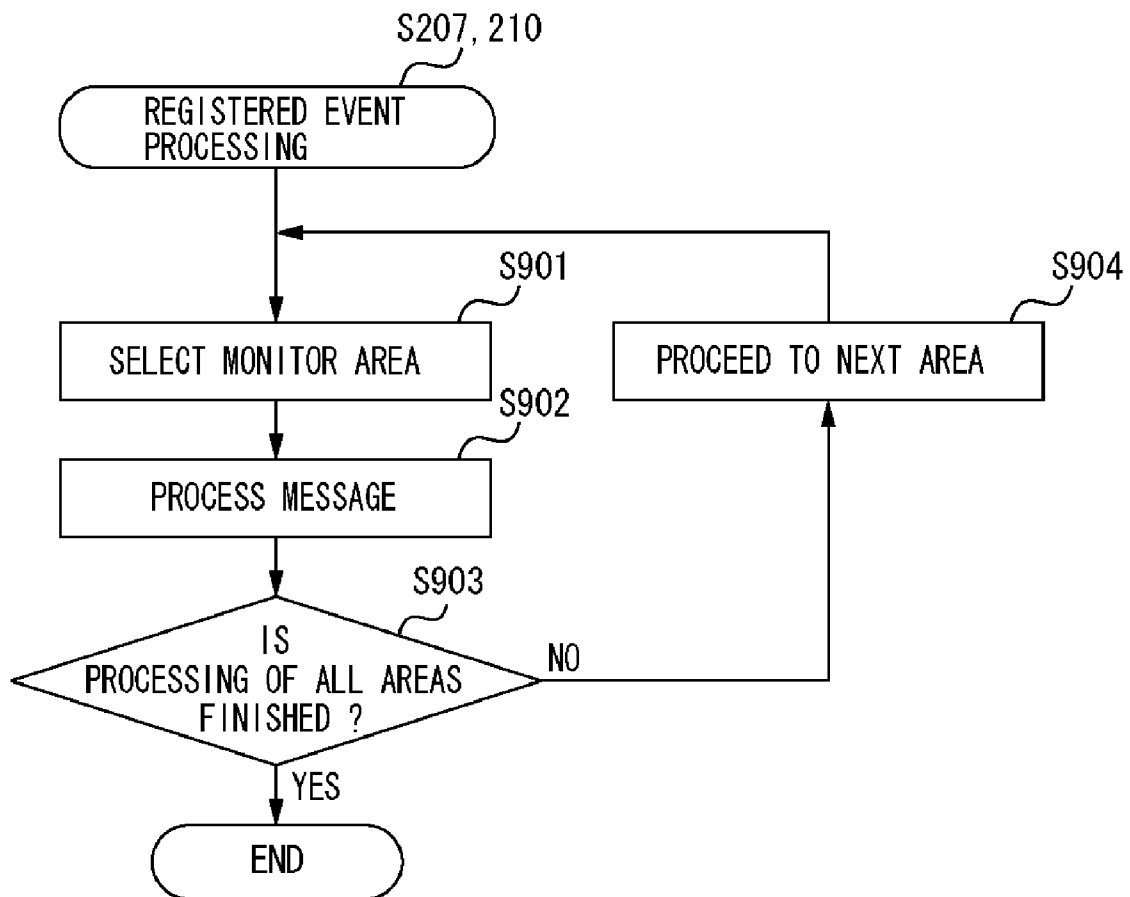 S207, 210
REGISTERED EVENT
PROCESSING
S901
SELECT MONITOR AREA
S904
PROCEED TO NEXT AREA
S902
PROCESS MESSAGE
S903
IS
PROCESSING OF ALL AREAS
FINISHED ?
NO
YES
END